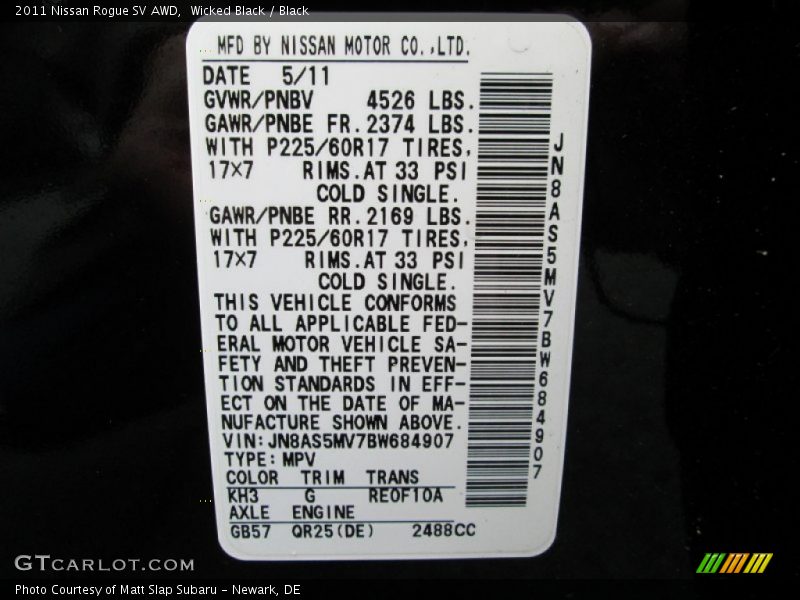 2011 Nissan Rogue SV AWD,  Wicked Black / Black
MFD BY NISSAN MOTOR CO.,LTD.
DATE 5/11
GVWR/PNBV 4526 LBS.
GAWR/PNBE FR.2374 LBS.
WITH P225/60R17 TIRES,
17×7 RIMS.AT 33 PSI
COLD SINGLE.
GAWR/PNBE RR.2169 LBS.
WITH P225/60R17 TIRES,
17×7 RIMS.AT 33 PSI
COLD SINGLE.
THIS VEHICLE CONFORMS
TO ALL APPLICABLE FED-
ERAL MOTOR VEHICLE SA-
FETY AND THEFT PREVEN-
TION STANDARDS IN EFF-
ECT ON THE DATE OF MA-
NUFACTURE SHOWN ABOVE.
VIN:JN8AS5MV7BW684907
TYPE:MPV
COLOR TRIM TRANS
KH3 G RE0F10A
AXLE ENGINE
GB57 QR25(DE) 2488CC
JN8AS5MV7BW684907
GTCARLOT.COM
Photo Courtesy of Matt Slap Subaru - Newark, DE